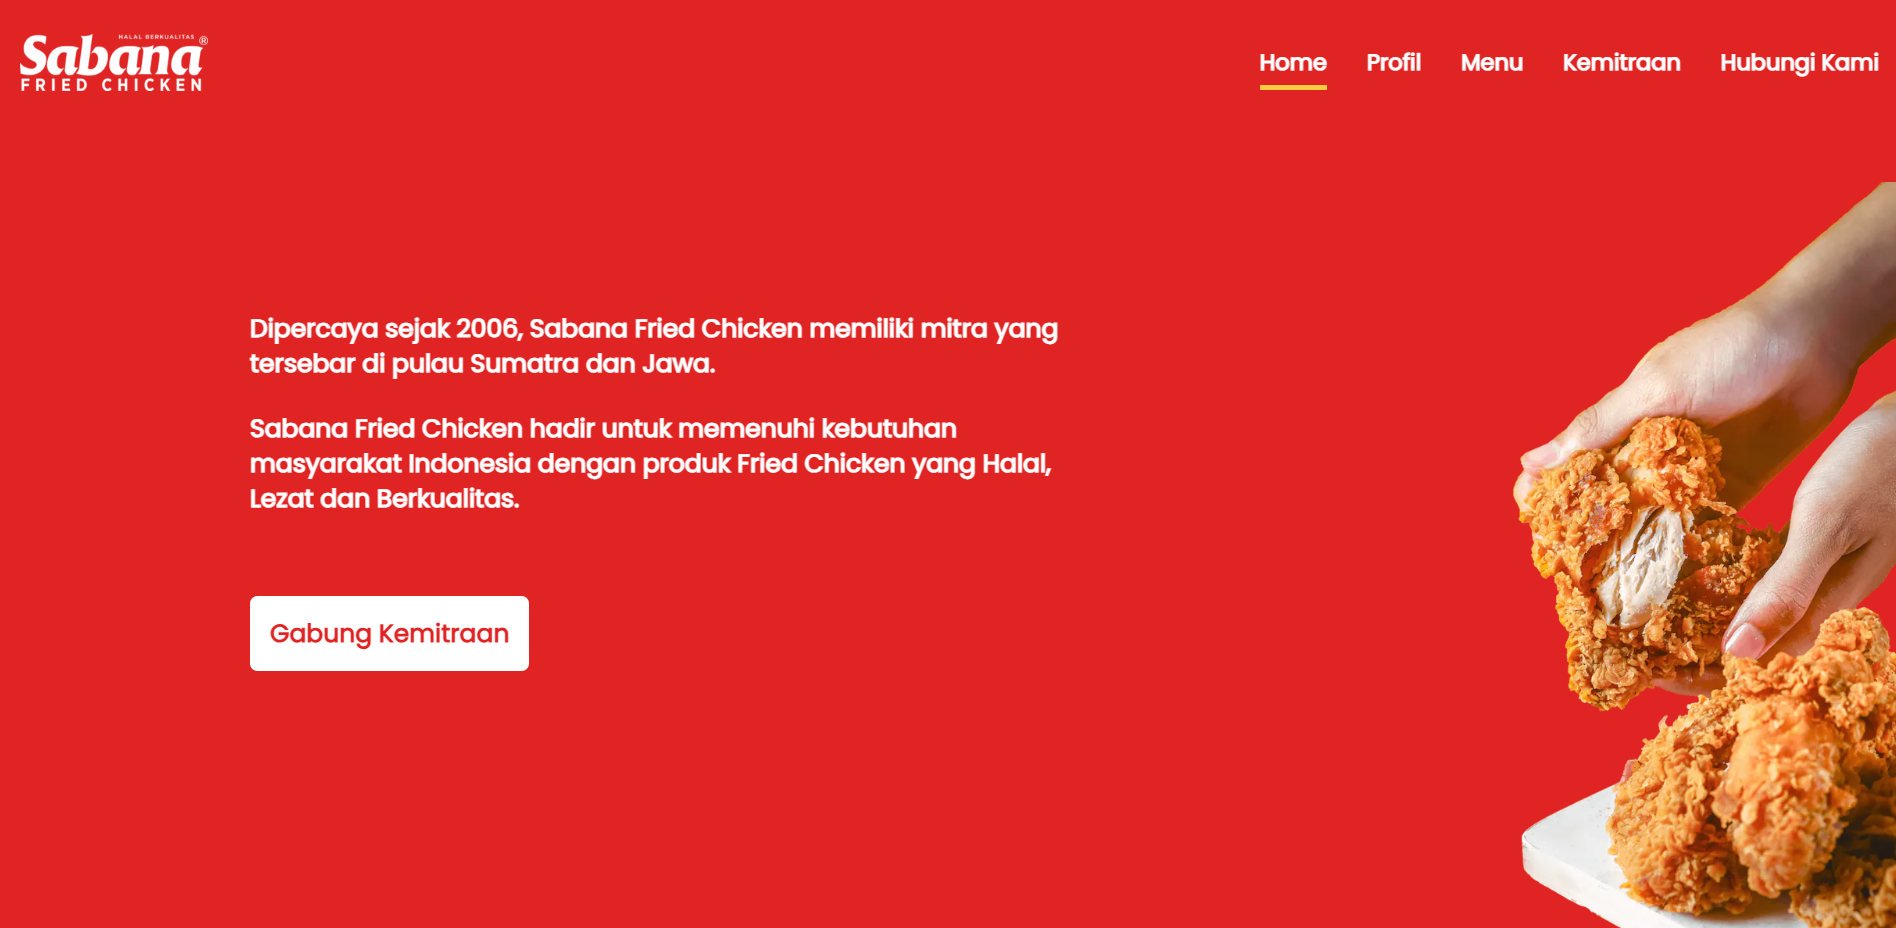 HALAL BERKUALITAS
Sabana®
FRIED CHICKEN
Home
Profil
Menu
Kemitraan
Hubungi Kami
Dipercaya sejak 2006, Sabana Fried Chicken memiliki mitra yang
tersebar di pulau Sumatra dan Jawa.
Sabana Fried Chicken hadir untuk memenuhi kebutuhan
masyarakat Indonesia dengan produk Fried Chicken yang Halal,
Lezat dan Berkualitas.
Gabung Kemitraan